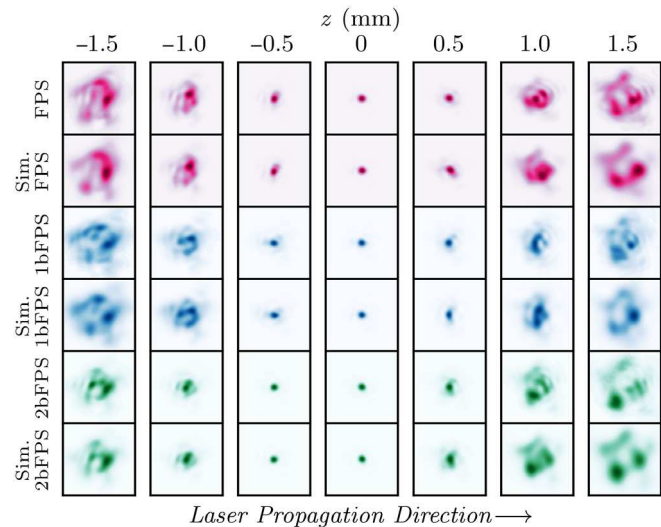 z (mm)
−1.5 −1.0 −0.5 0 0.5 1.0 1.5
FPS
Sim.
FPS
1bFPS
Sim.
1bFPS
2bFPS
Sim.
2bFPS
Laser Propagation Direction⟶